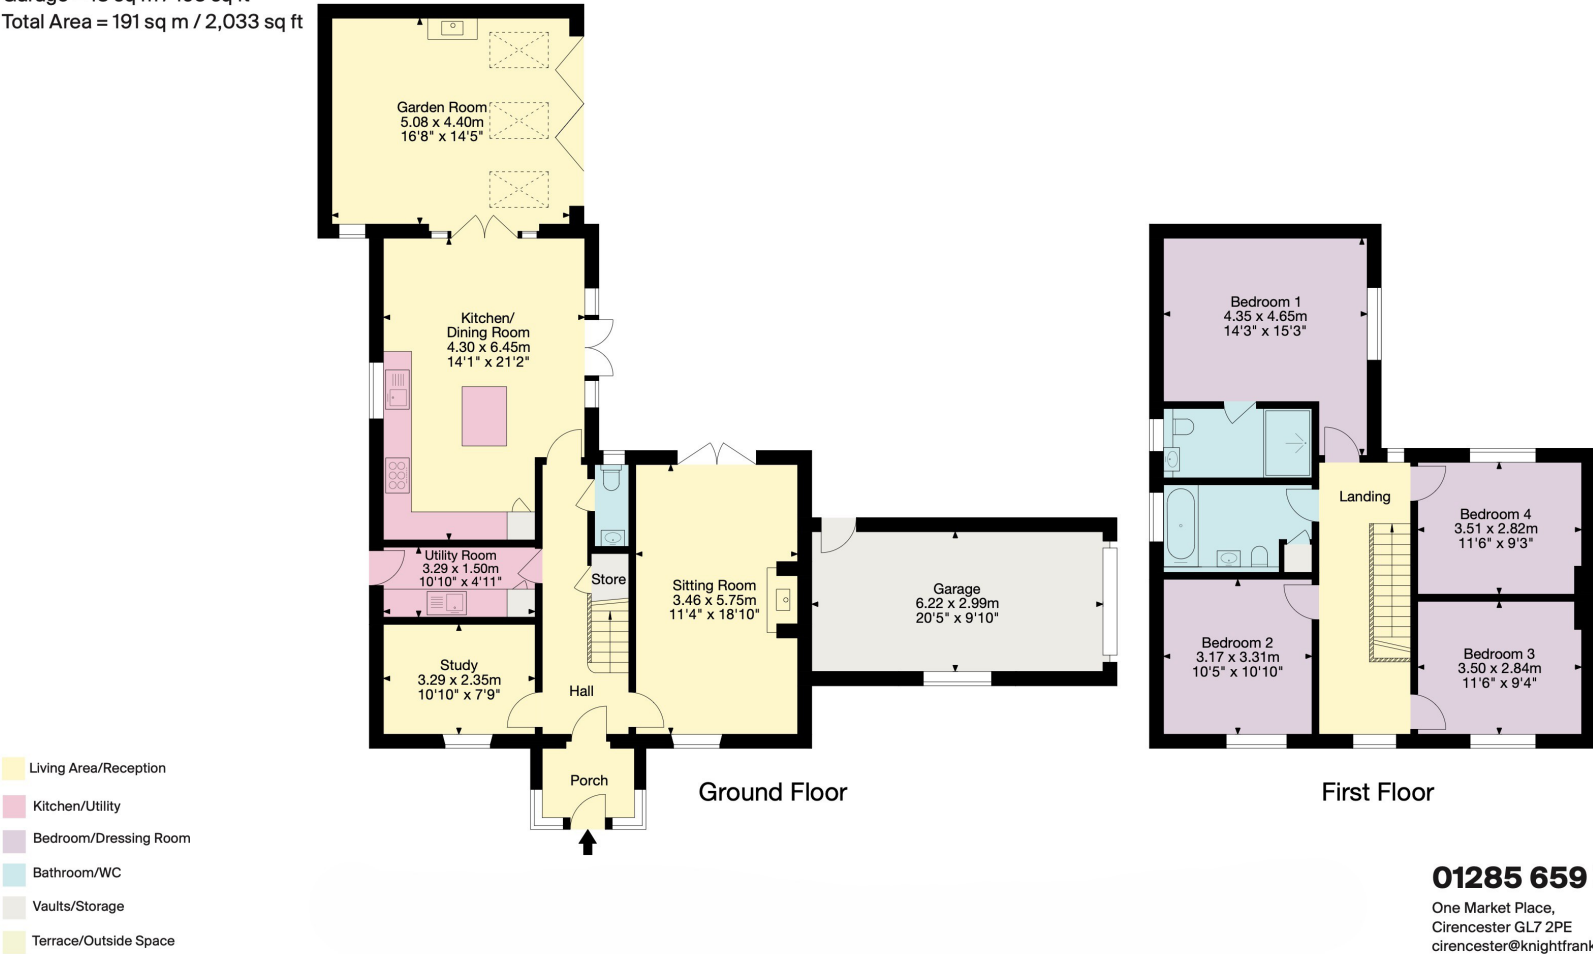 Total Area = 191 sq m / 2,033 sq ft
Garden Room
5.08 x 4.40m
16'8" x 14'5"
Kitchen/
Dining Room
4.30 x 6.45m
14'1" x 21'2"
Utility Room
3.29 x 1.50m
10'10" x 4'11"
Study
3.29 x 2.35m
10'10" x 7'9"
Store
Hall
Porch
Sitting Room
3.46 x 5.75m
11'4" x 18'10"
Garage
6.22 x 2.99m
20'5" x 9'10"
Ground Floor
Bedroom 1
4.35 x 4.65m
14'3" x 15'3"
Landing
Bedroom 4
3.51 x 2.82m
11'6" x 9'3"
Bedroom 2
3.17 x 3.31m
10'5" x 10'10"
Bedroom 3
3.50 x 2.84m
11'6" x 9'4"
First Floor
Living Area/Reception
Kitchen/Utility
Bedroom/Dressing Room
Bathroom/WC
Vaults/Storage
Terrace/Outside Space
01285 659
One Market Place,
Cirencester GL7 2PE
cirencester@knightfrank